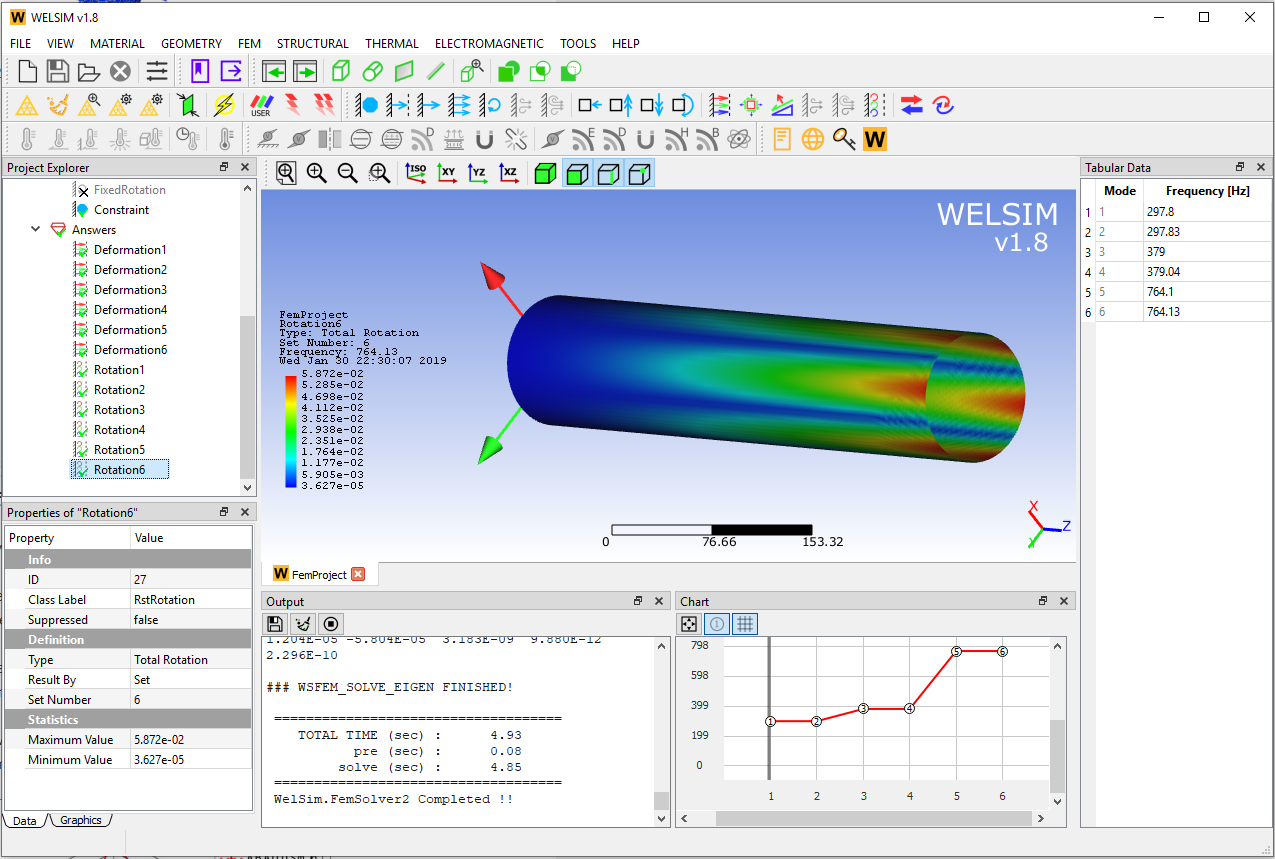 WELSIM v1.8
FILE VIEW MATERIAL GEOMETRY FEM STRUCTURAL THERMAL ELECTROMAGNETIC TOOLS HELP
USER
E D H B
D
W
Project Explorer
FixedRotation
Constraint
Answers
Deformation1
Deformation2
Deformation3
Deformation4
Deformation5
Deformation6
Rotation1
Rotation2
Rotation3
Rotation4
Rotation5
Rotation6
Properties of "Rotation6"
Property Value
Info
ID 27
Class Label RstRotation
Suppressed false
Definition
Type Total Rotation
Result By Set
Set Number 6
Statistics
Maximum Value 5.872e-02
Minimum Value 3.627e-05
Data Graphics
ISO XY YZ XZ
WELSIM
v1.8
FemProject
Rotation6
Type: Total Rotation
Set Number: 6
Frequency: 764.13
Wed Jan 30 22:30:07 2019
5.872e-02
5.285e-02
4.698e-02
4.112e-02
3.525e-02
2.938e-02
2.351e-02
1.764e-02
1.177e-02
5.905e-03
3.627e-05
0 76.66 153.32
X
Z
Y
FemProject
Output
1.204E-05 -5.804E-05 3.183E-09 9.880E-12
2.296E-10
### WSFEM_SOLVE_EIGEN FINISHED!
====================================
TOTAL TIME (sec) : 4.93
pre (sec) : 0.08
solve (sec) : 4.85
====================================
WelSim.FemSolver2 Completed !!
Chart
798
598
399
199
0
1 2 3 4 5 6
1 2 3 4 5 6
Tabular Data
Mode Frequency [Hz]
1 1 297.8
2 2 297.83
3 3 379
4 4 379.04
5 5 764.1
6 6 764.13